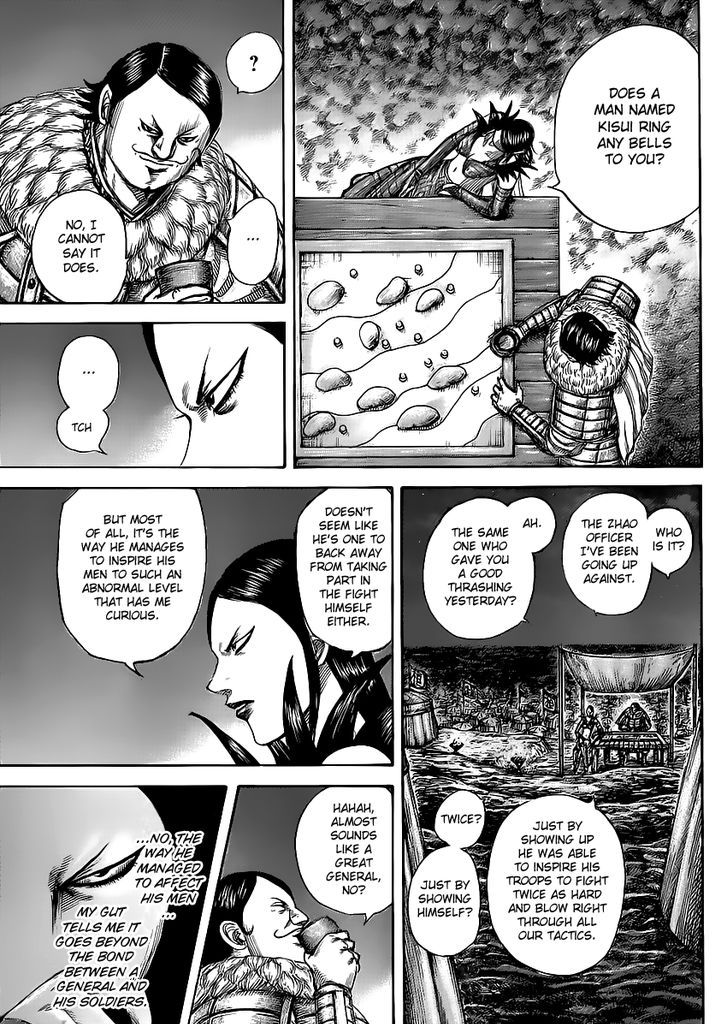 DOES A
MAN NAMED
KISUI RING
ANY BELLS
TO YOU?
?
...
NO, I
CANNOT
SAY IT
DOES.
...
TCH
WHO
IS IT?
THE ZHAO
OFFICER
I'VE BEEN
GOING UP
AGAINST.
AH.
THE SAME
ONE WHO
GAVE YOU
A GOOD
THRASHING
YESTERDAY?
JUST BY
SHOWING UP
HE WAS ABLE
TO INSPIRE HIS
TROOPS TO FIGHT
TWICE AS HARD
AND BLOW RIGHT
THROUGH ALL
OUR TACTICS.
TWICE?
JUST BY
SHOWING
HIMSELF?
DOESN'T
SEEM LIKE
HE'S ONE TO
BACK AWAY
FROM TAKING
PART IN
THE FIGHT
HIMSELF
EITHER.
BUT MOST
OF ALL, IT'S THE
WAY HE MANAGES
TO INSPIRE HIS
MEN TO SUCH AN
ABNORMAL LEVEL
THAT HAS ME
CURIOUS.
HAHAH,
ALMOST
SOUNDS
LIKE A
GREAT
GENERAL,
NO?
...NO, THE
WAY HE
MANAGED
TO AFFECT
HIS MEN
...
MY GUT
TELLS ME IT
GOES BEYOND
THE BOND
BETWEEN A
GENERAL AND
HIS SOLDIERS.